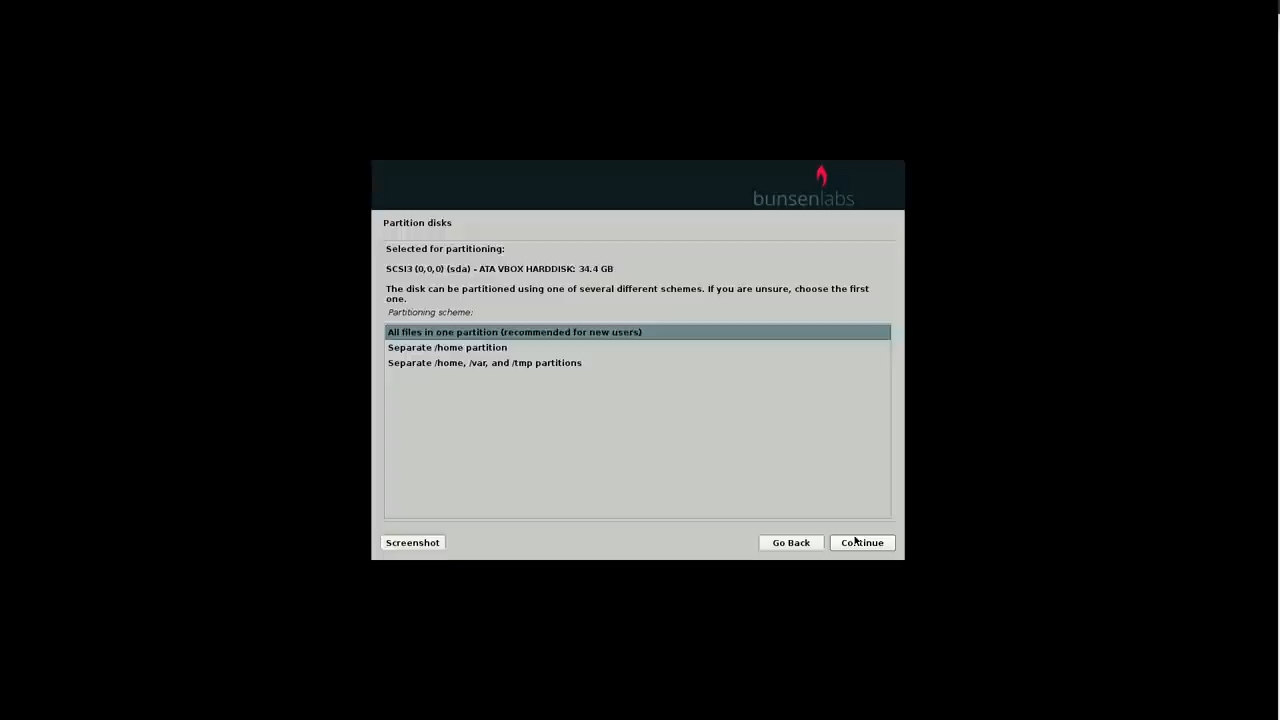 bunsenlabs
Partition disks
Selected for partitioning:
SCSI3 (0,0,0) (sda) - ATA VBOX HARDDISK: 34.4 GB
The disk can be partitioned using one of several different schemes. If you are unsure, choose the first
one.
Partitioning scheme:
All files in one partition (recommended for new users)
Separate /home partition
Separate /home, /var, and /tmp partitions
Screenshot
Go Back
Continue